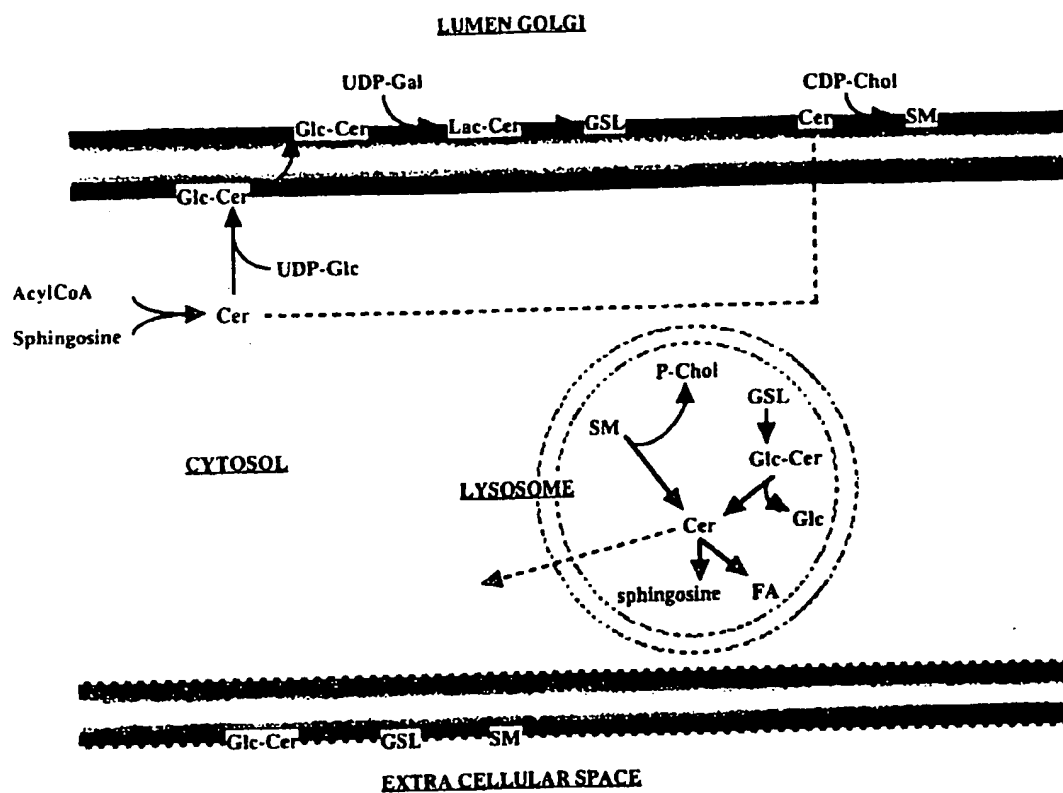 LUMEN GOLGI
UDP-Gal
CDP-Chol
Glc-Cer
Lac-Cer
GSL
Cer
SM
Glc-Cer
UDP-Glc
AcylCoA
Cer
Sphingosine
P-Chol
GSL
SM
Glc-Cer
CYTOSOL
LYSOSOME
Glc
Cer
sphingosine
FA
Glc-Cer
GSL
SM
EXTRA CELLULAR SPACE